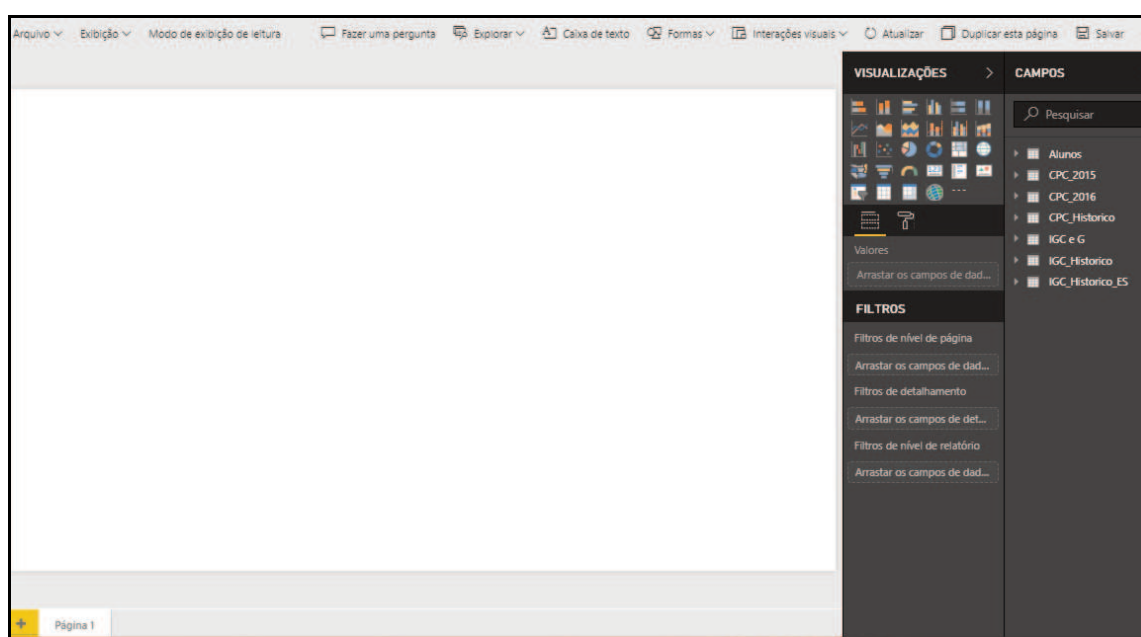 Arquivo Exibição Modo de exibição de leitura Fazer uma pergunta Explorar Caixa de texto Formas Interações visuais Atualizar Duplicar esta página Salvar
VISUALIZAÇÕES
Valores
Arrastar os campos de dad...
FILTROS
Filtros de nível de página
Arrastar os campos de dad...
Filtros de detalhamento
Arrastar os campos de det...
Filtros de nível de relatório
Arrastar os campos de dad...
CAMPOS
Pesquisar
Alunos
CPC_2015
CPC_2016
CPC_Historico
IGC e G
IGC_Historico
IGC_Historico_ES
Página 1